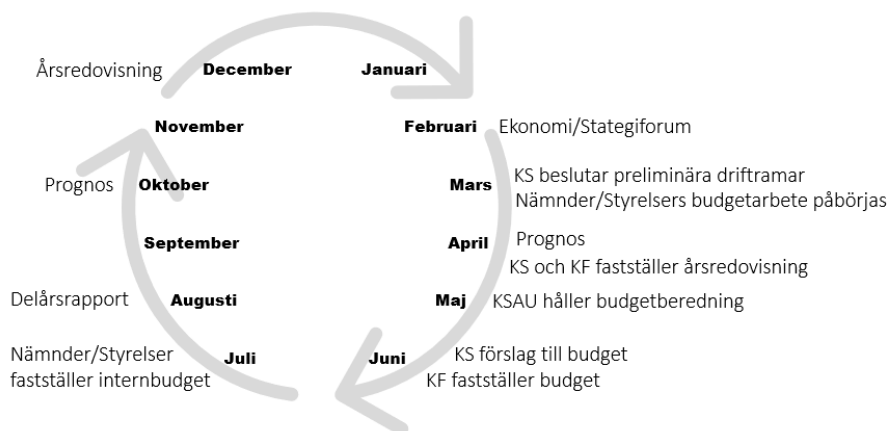 Årsredovisning December Januari
November Februari Ekonomi/Stategiforum
Prognos Oktober Mars KS beslutar preliminära driftramar
Nämnder/Styrelsers budgetarbete påbörjas
September April Prognos
KS och KF fastställer årsredovisning
Delårsrapport Augusti Maj KSAU håller budgetberedning
Nämnder/Styrelser Juli Juni KS förslag till budget
fastställer internbudget KF fastställer budget